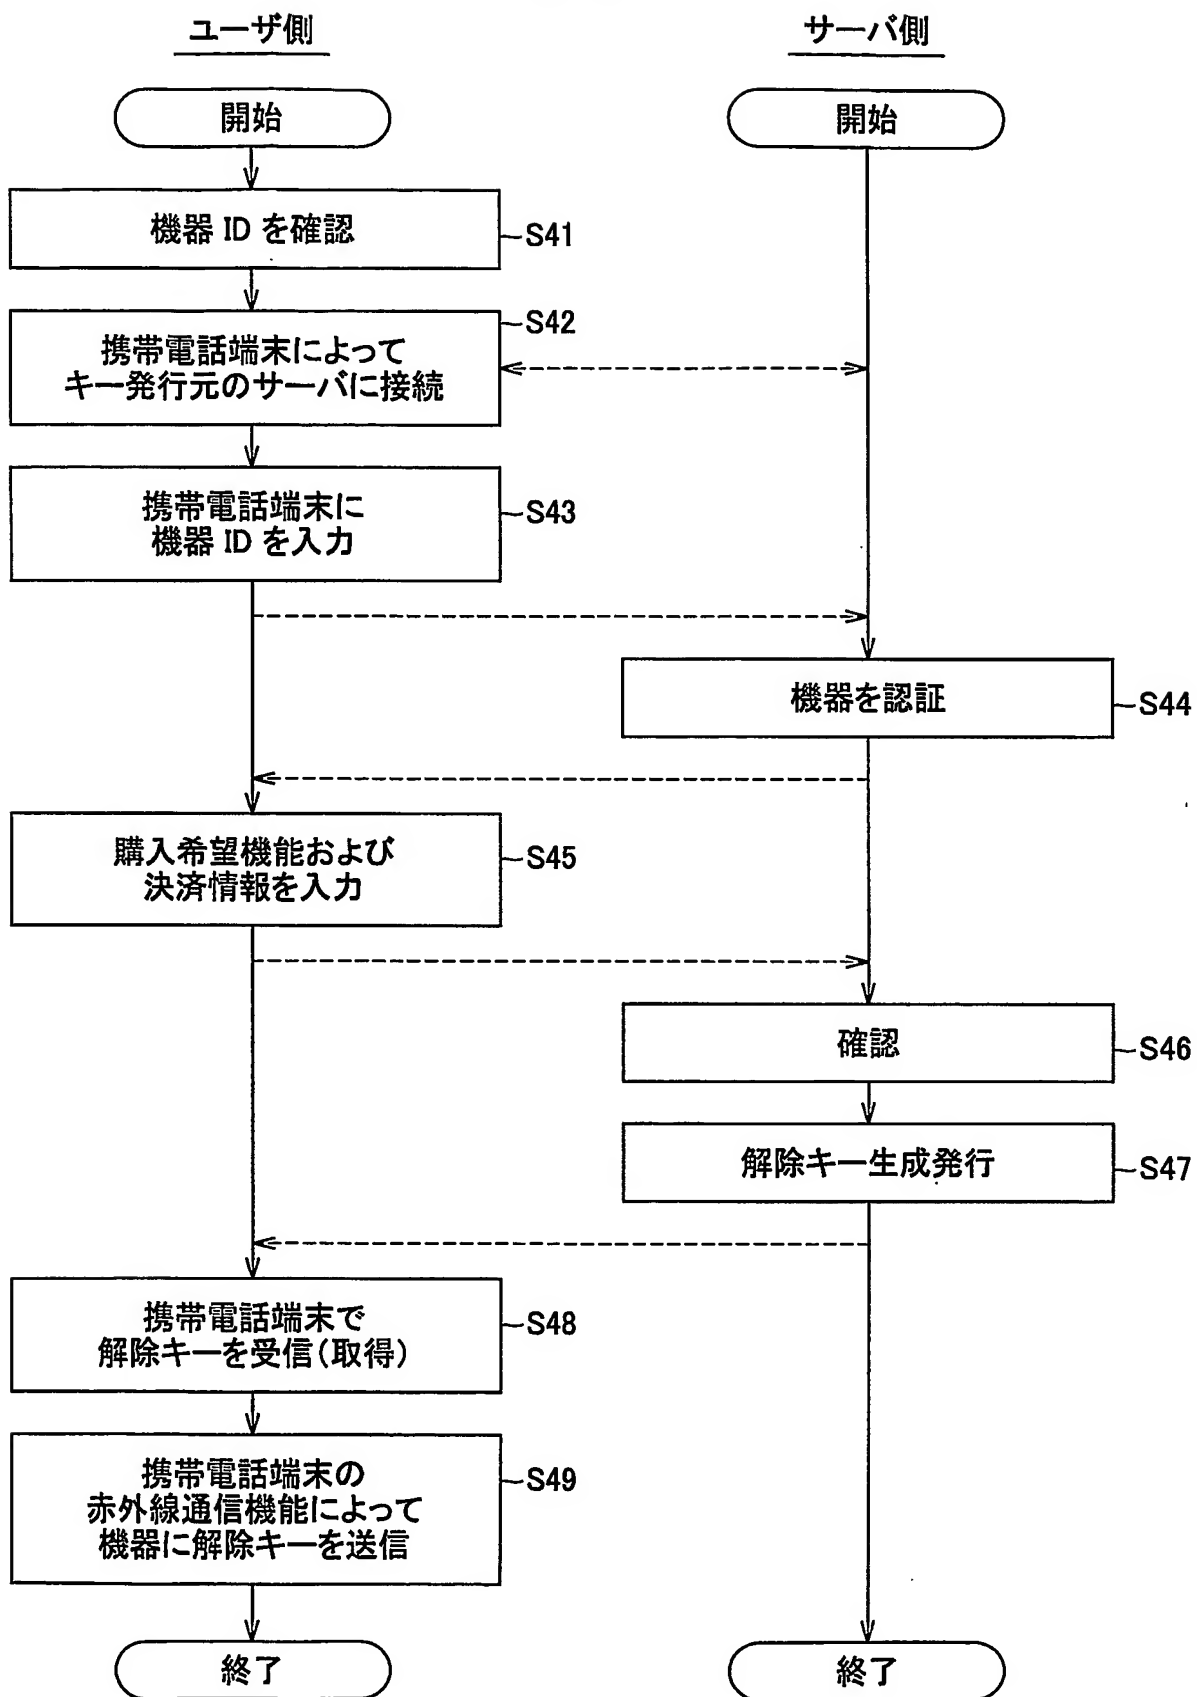 ユーザ側
サーバ側
開始
開始
機器 ID を確認
S41
携帯電話端末によって
キー発行元のサーバに接続
S42
携帯電話端末に
機器 ID を入力
S43
機器を認証
S44
購入希望機能および
決済情報を入力
S45
確認
S46
解除キー生成発行
S47
携帯電話端末で
解除キーを受信(取得)
S48
携帯電話端末の
赤外線通信機能によって
機器に解除キーを送信
S49
終了
終了